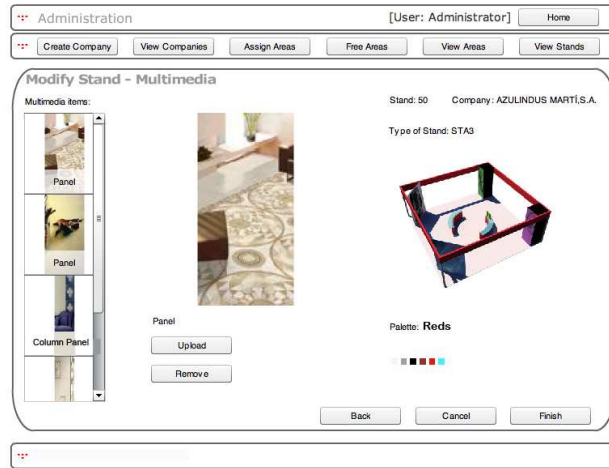 Administration
[User: Administrator]
Home
Create Company
View Companies
Assign Areas
Free Areas
View Areas
View Stands
Modify Stand - Multimedia
Multimedia items:
Stand: 50
Company: AZULINDUS MARTÍ,S.A.
Type of Stand: STA3
Panel
Panel
Column Panel
Panel
Upload
Remove
Palette: Reds
Back
Cancel
Finish